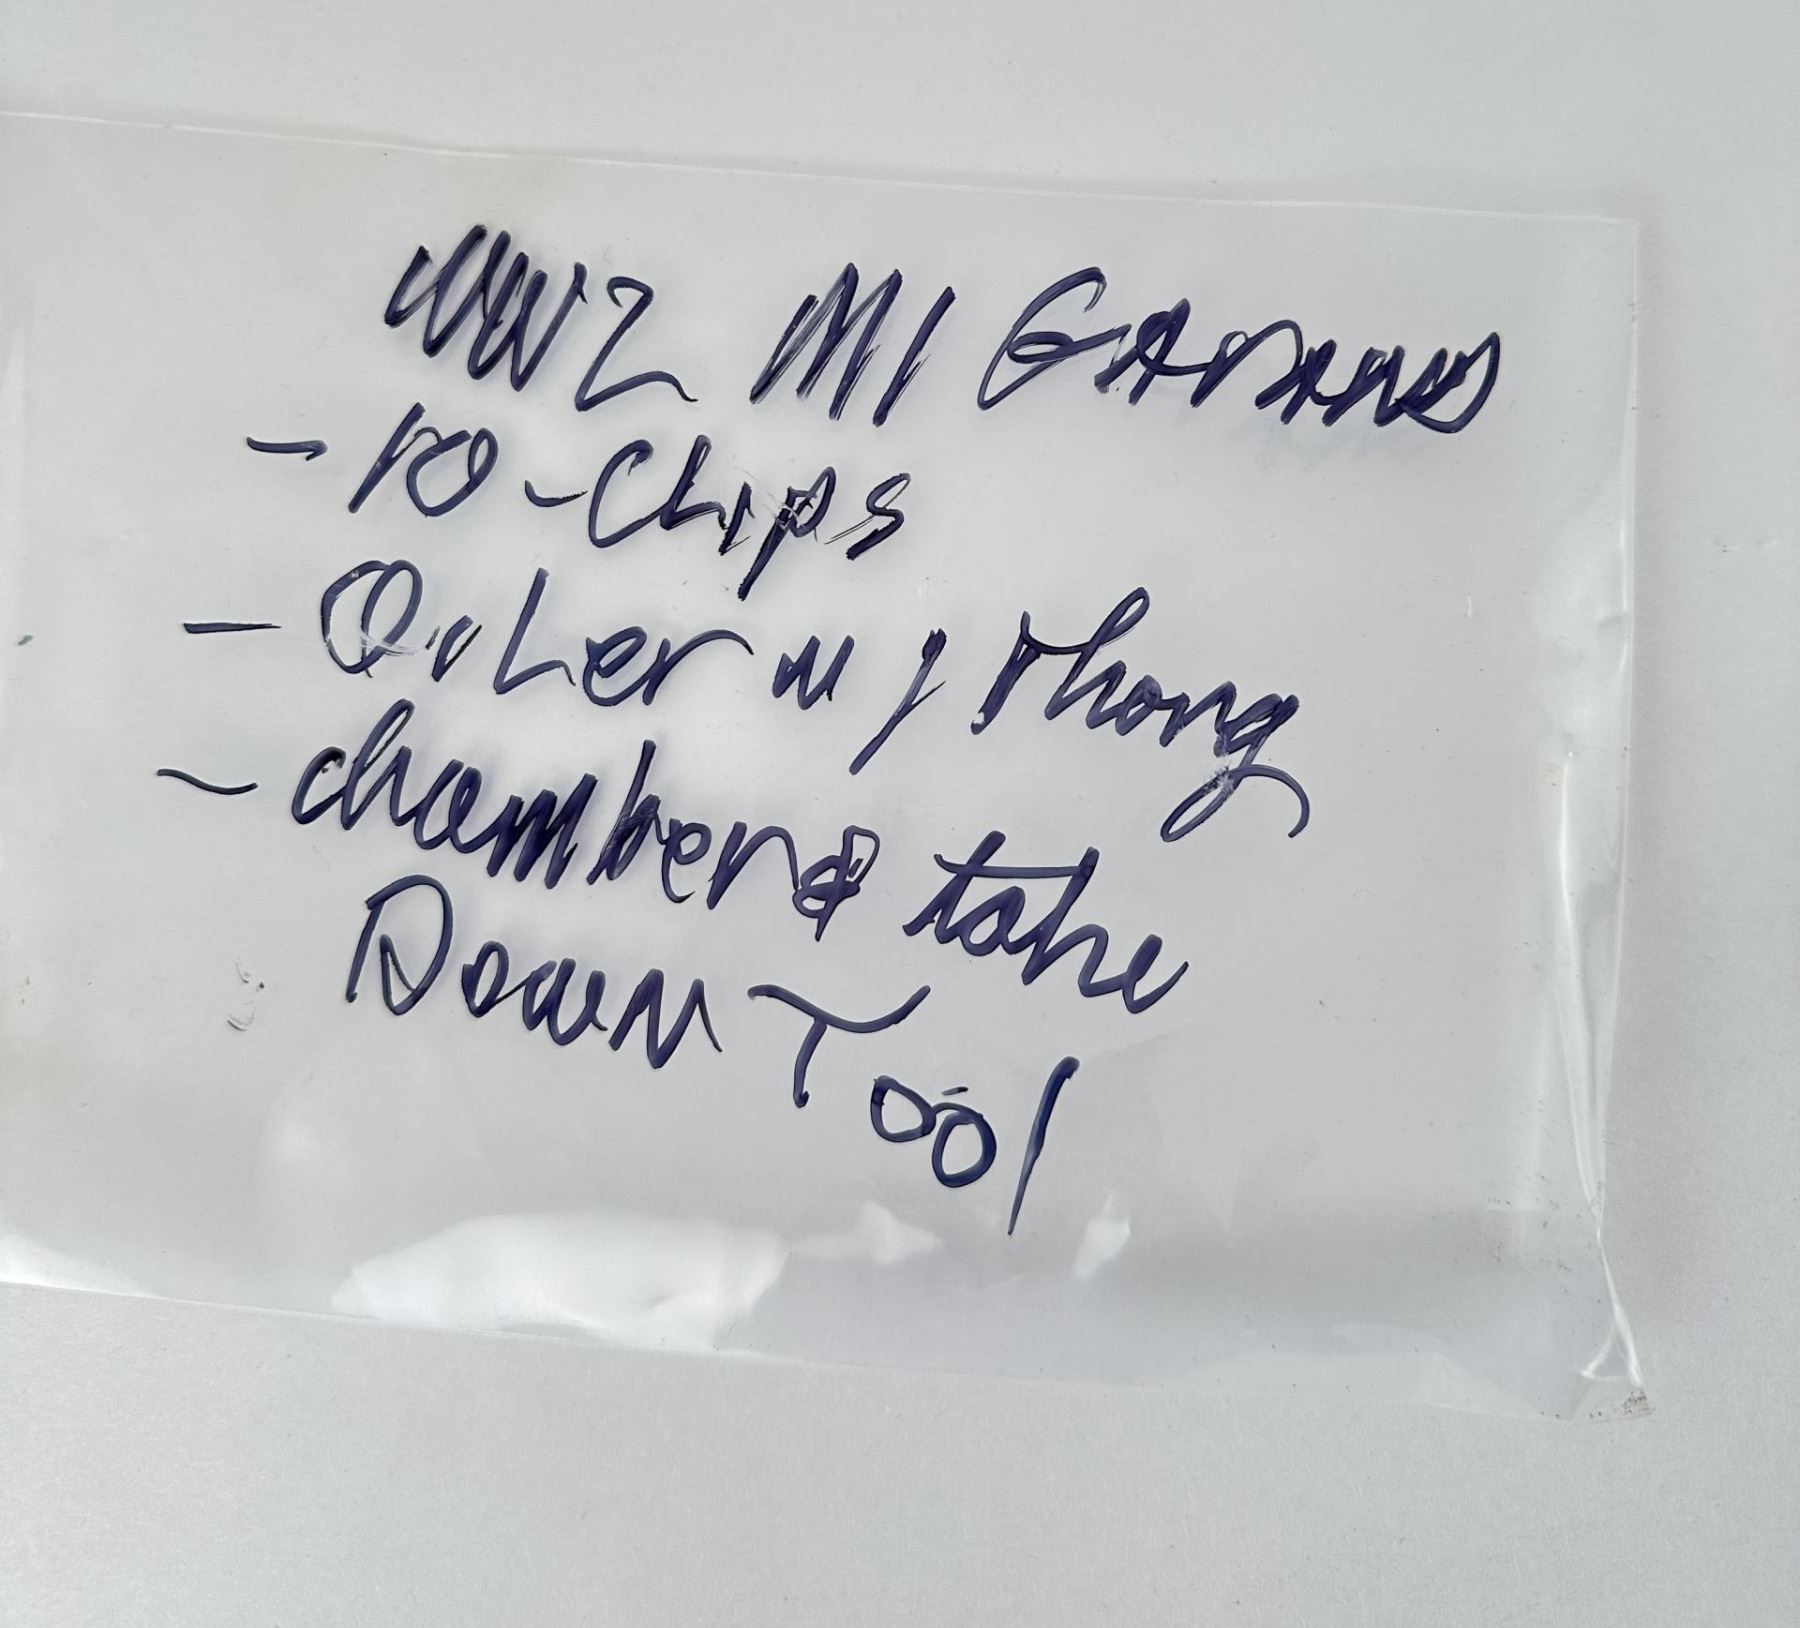 WW2 M1 GARAND
- 10 - Clips
- Oiler w/ Thong
- chamber & take
Down Tool